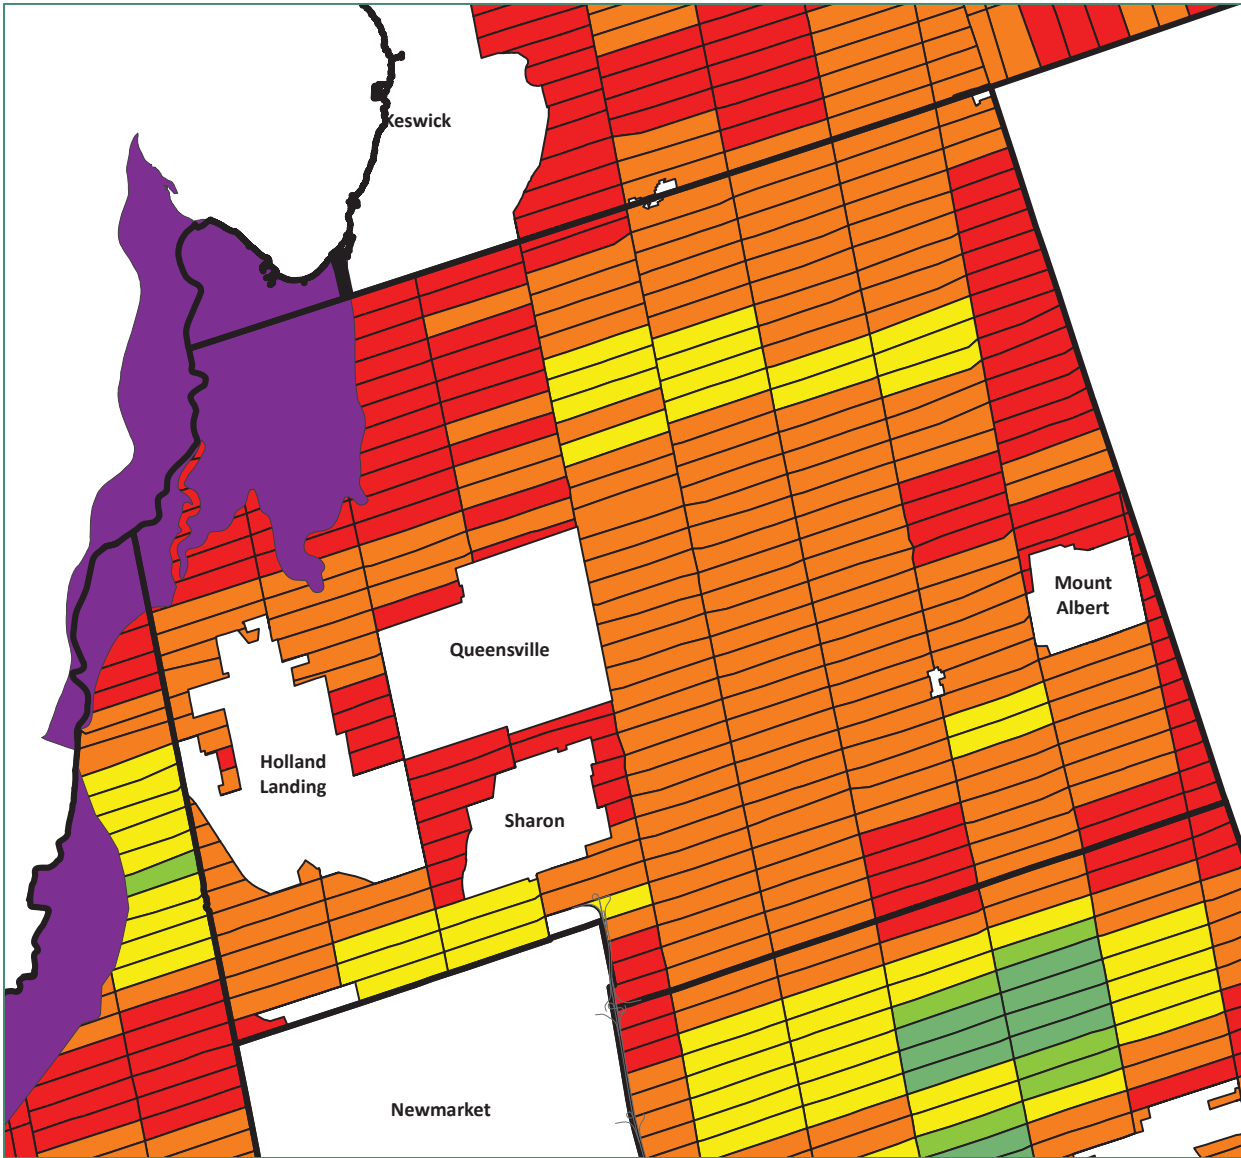 Keswick
Mount
Albert
Queensville
Holland
Landing
Sharon
Newmarket